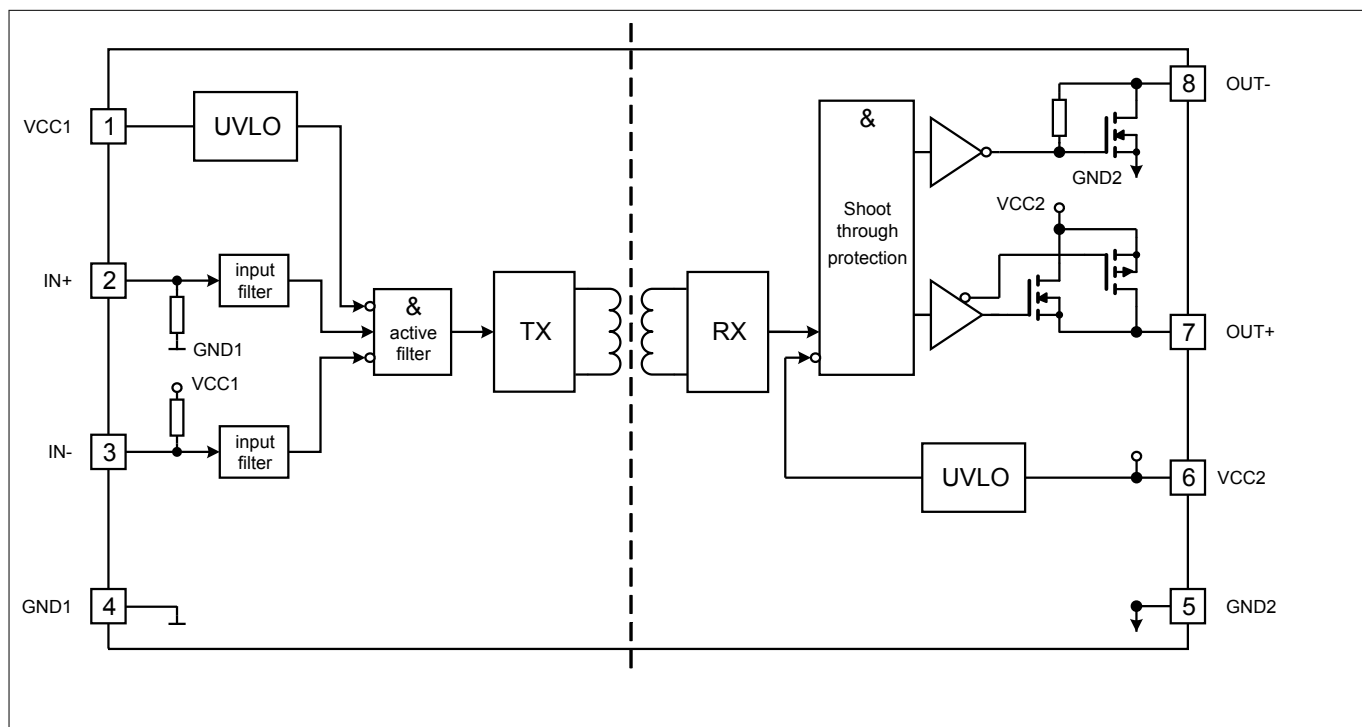 VCC1
1
UVLO
IN+
2
input
filter
GND1
VCC1
IN-
3
input
filter
GND1
4
&
active
filter
TX
RX
&
Shoot
through
protection
GND2
VCC2
UVLO
8
OUT-
7
OUT+
6
VCC2
5
GND2